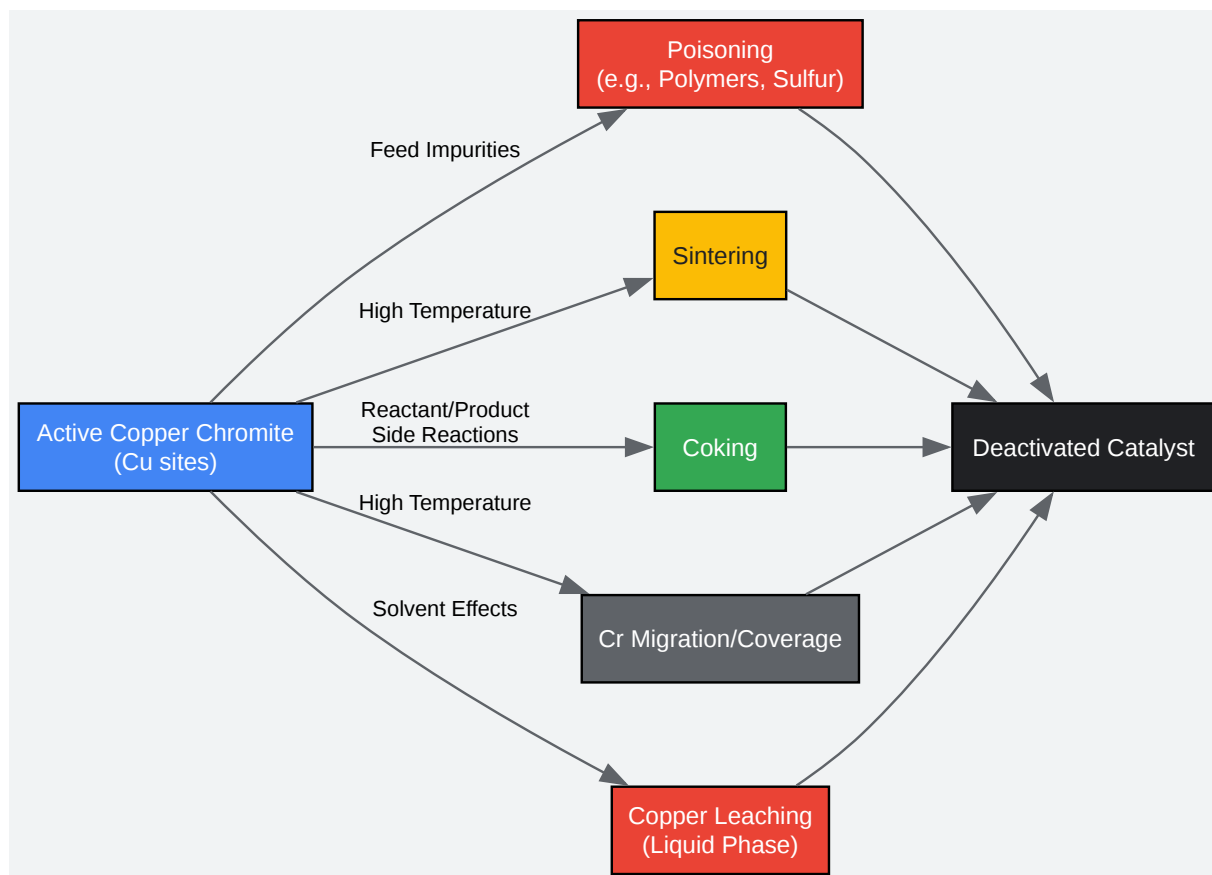 Poisoning
(e.g., Polymers, Sulfur)
Feed Impurities
Sintering
High Temperature
Active Copper Chromite
(Cu sites)
Reactant/Product
Side Reactions
Coking
Deactivated Catalyst
High Temperature
Solvent Effects
Cr Migration/Coverage
Copper Leaching
(Liquid Phase)